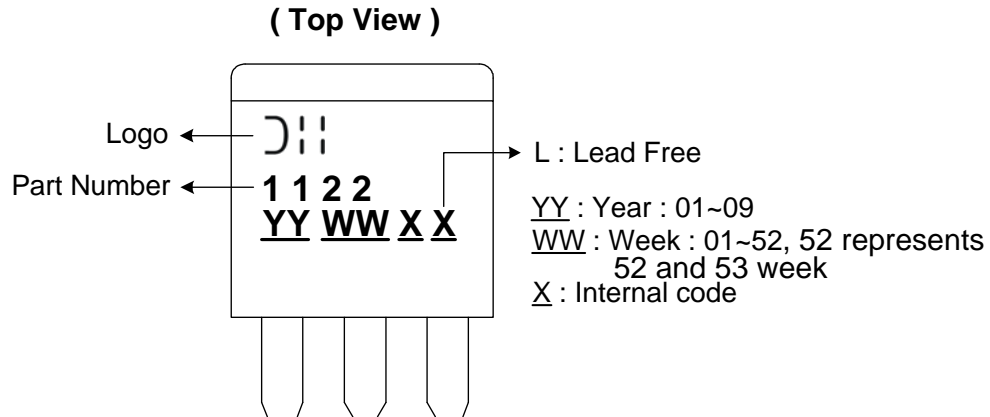 ( Top View )
Logo
Part Number
1 1 2 2
YY WW X X
L : Lead Free
YY : Year : 01~09
WW : Week : 01~52, 52 represents
52 and 53 week
X : Internal code